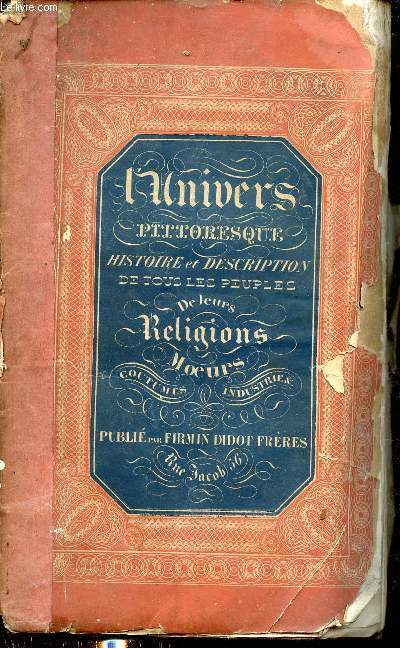 Le-livre.com
l'Univers
PITTORESQUE
HISTOIRE et DESCRIPTION
DE TOUS LES PEUPLES
De leurs
Religions
Mœurs
COUTUMES INDUSTRIE &
PUBLIÉ PAR FIRMIN DIDOT FRÈRES
Rue Jacob 56